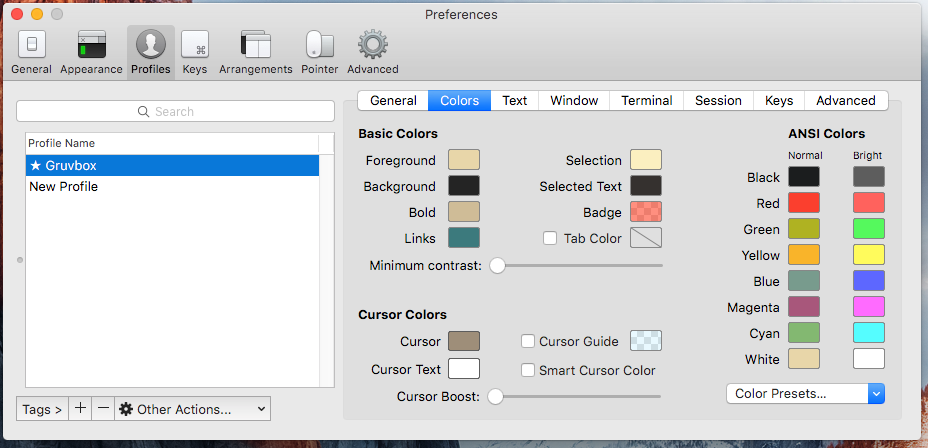 Preferences
General Appearance Profiles Keys Arrangements Pointer Advanced
Search
Profile Name
★ Gruvbox
New Profile
Tags > + − Other Actions...
General Colors Text Window Terminal Session Keys Advanced
Basic Colors
Foreground Selection
Background Selected Text
Bold Badge
Links Tab Color
Minimum contrast:
Cursor Colors
Cursor Cursor Guide
Cursor Text Smart Cursor Color
Cursor Boost:
ANSI Colors
Normal Bright
Black
Red
Green
Yellow
Blue
Magenta
Cyan
White
Color Presets...